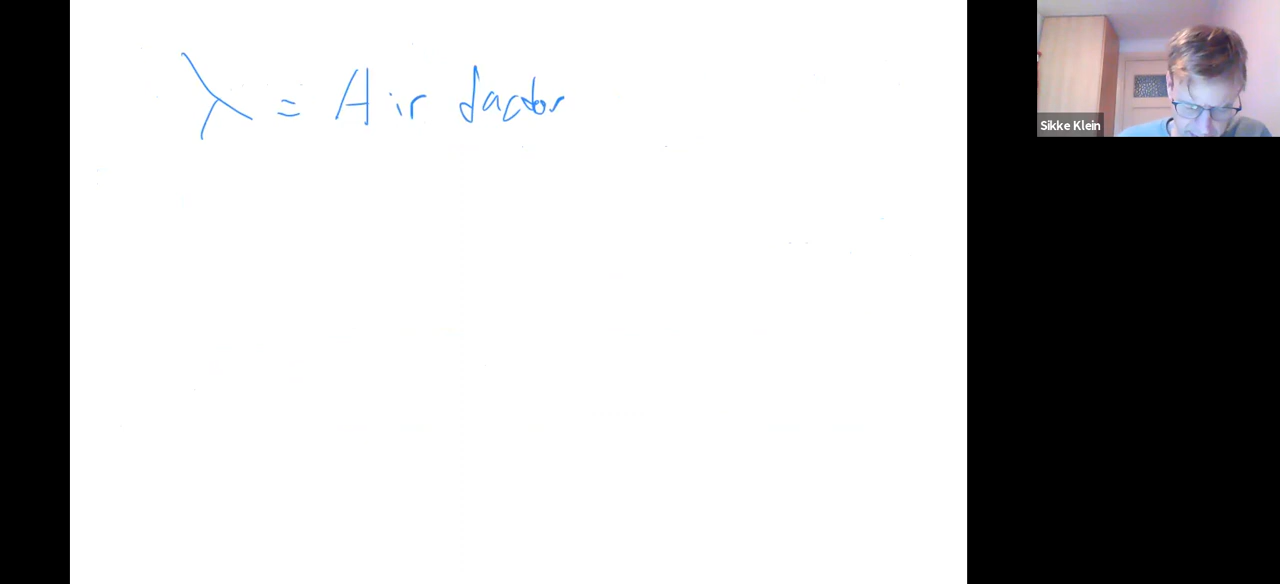 λ = Air factor
Sikke Klein